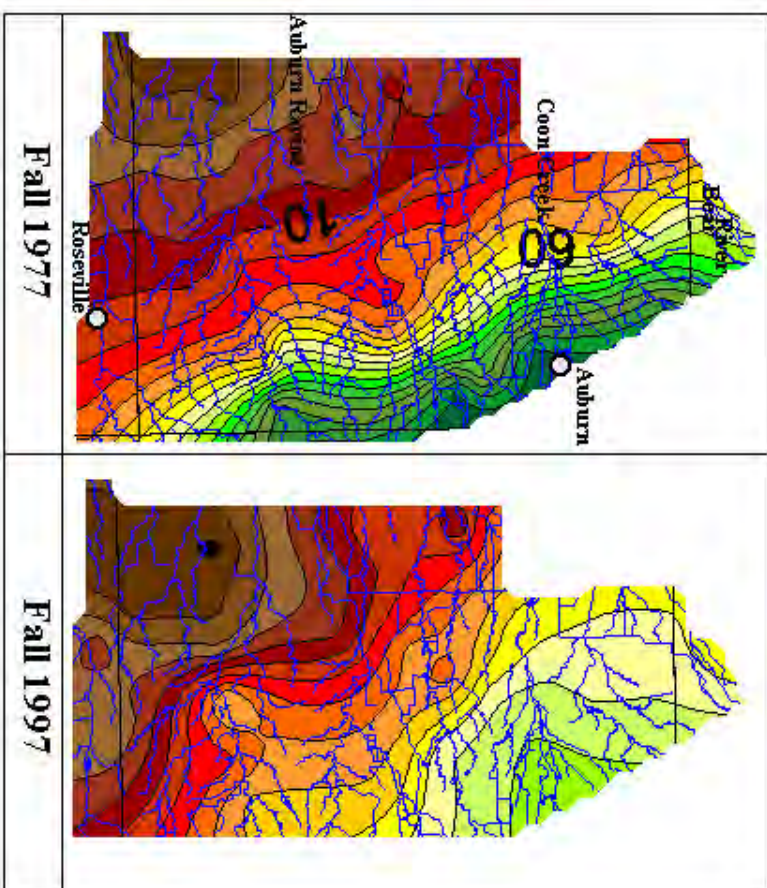 Auburn Ravine
Coon Creek
Bear
River
10
60
Roseville
Auburn
Fall 1977
Fall 1997